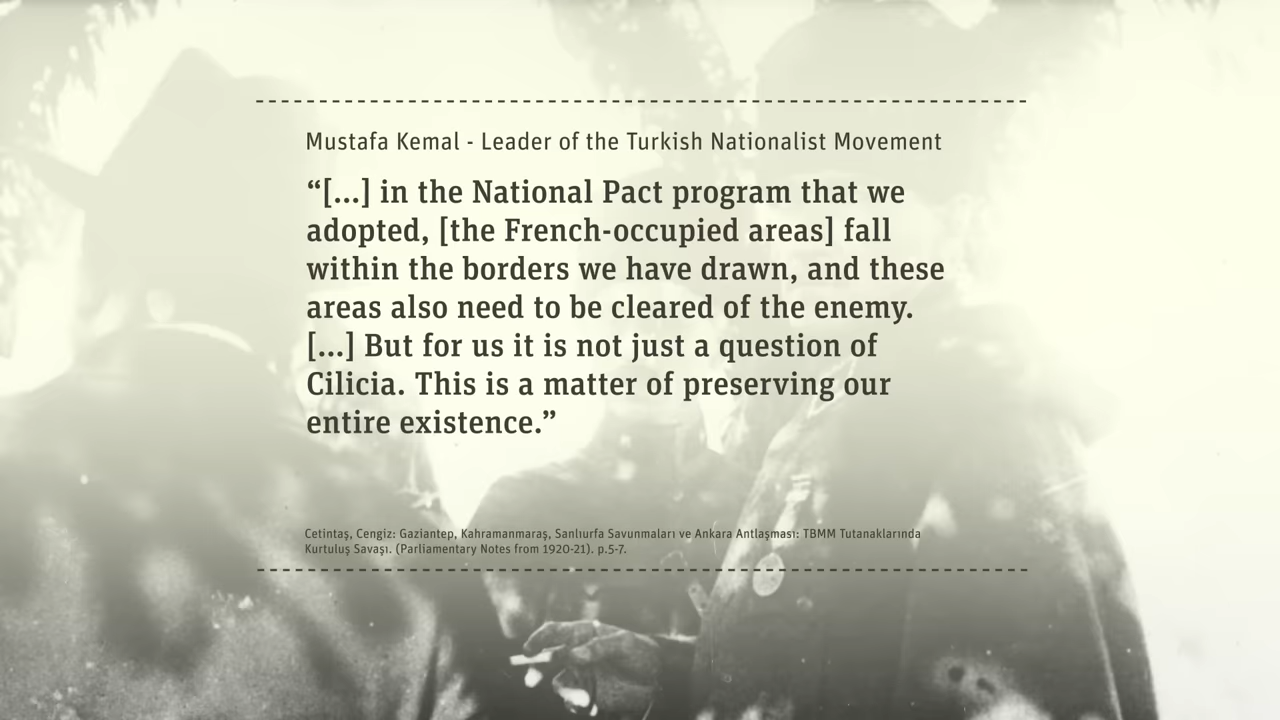 Mustafa Kemal - Leader of the Turkish Nationalist Movement
“[...] in the National Pact program that we
adopted, [the French-occupied areas] fall
within the borders we have drawn, and these
areas also need to be cleared of the enemy.
[...] But for us it is not just a question of
Cilicia. This is a matter of preserving our
entire existence.”
Cetintaş, Cengiz: Gaziantep, Kahramanmaraş, Sanlıurfa Savunmaları ve Ankara Antlaşması: TBMM Tutanaklarında
Kurtuluş Savaşı. (Parliamentary Notes from 1920-21). p.5-7.